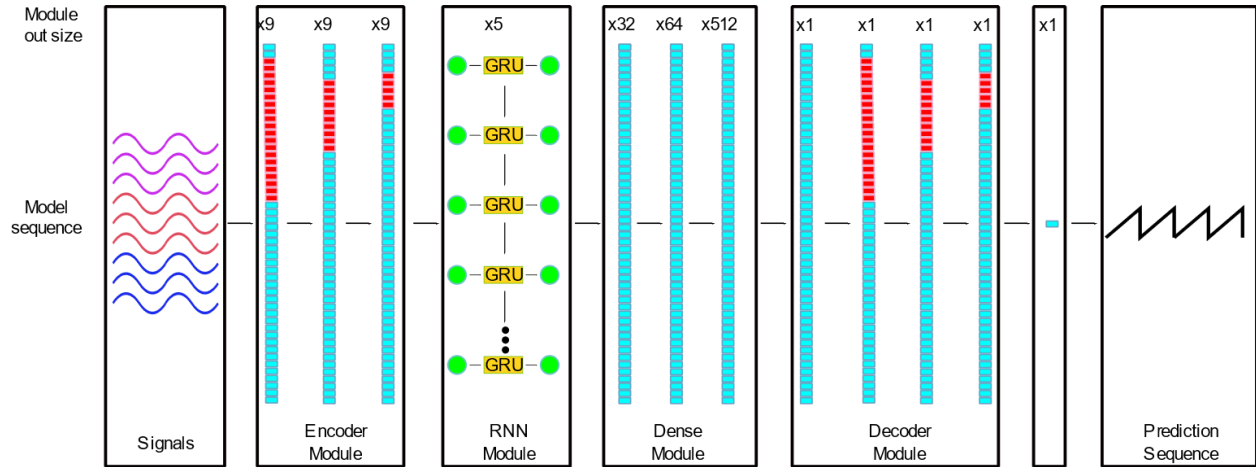 Module
out size
x9 x9 x9 x5 x32 x64 x512 x1 x1 x1 x1 x1
GRU
GRU
GRU
GRU
GRU
Model
sequence
Signals
Encoder
Module
RNN
Module
Dense
Module
Decoder
Module
Prediction
Sequence